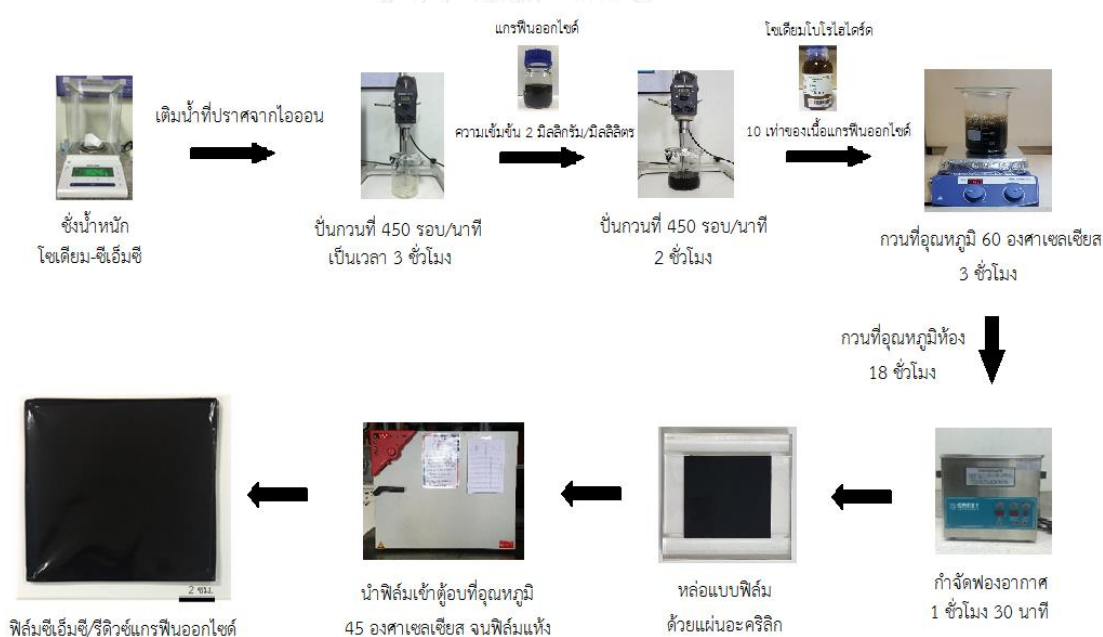 แกรฟีนออกไซด์
โซเดียมโบโรไฮไดร์ด
เติมน้ำที่ปราศจากไอออน
ความเข้มข้น 2 มิลลิกรัม/มิลลิลิตร
10 เท่าของเนื้อแกรฟีนออกไซด์
ชั่งน้ำหนัก
โซเดียม-ซีเอ็มซี
ปั่นกวนที่ 450 รอบ/นาที
เป็นเวลา 3 ชั่วโมง
ปั่นกวนที่ 450 รอบ/นาที
2 ชั่วโมง
กวนที่อุณหภูมิ 60 องศาเซลเซียส
3 ชั่วโมง
กวนที่อุณหภูมิห้อง
18 ชั่วโมง
กำจัดฟองอากาศ
1 ชั่วโมง 30 นาที
หล่อแบบฟิล์ม
ด้วยแผ่นอะคริลิก
นำฟิล์มเข้าตู้อบที่อุณหภูมิ
45 องศาเซลเซียส จนฟิล์มแห้ง
2 ซม.
ฟิล์มซีเอ็มซี/รีดิวซ์แกรฟีนออกไซด์